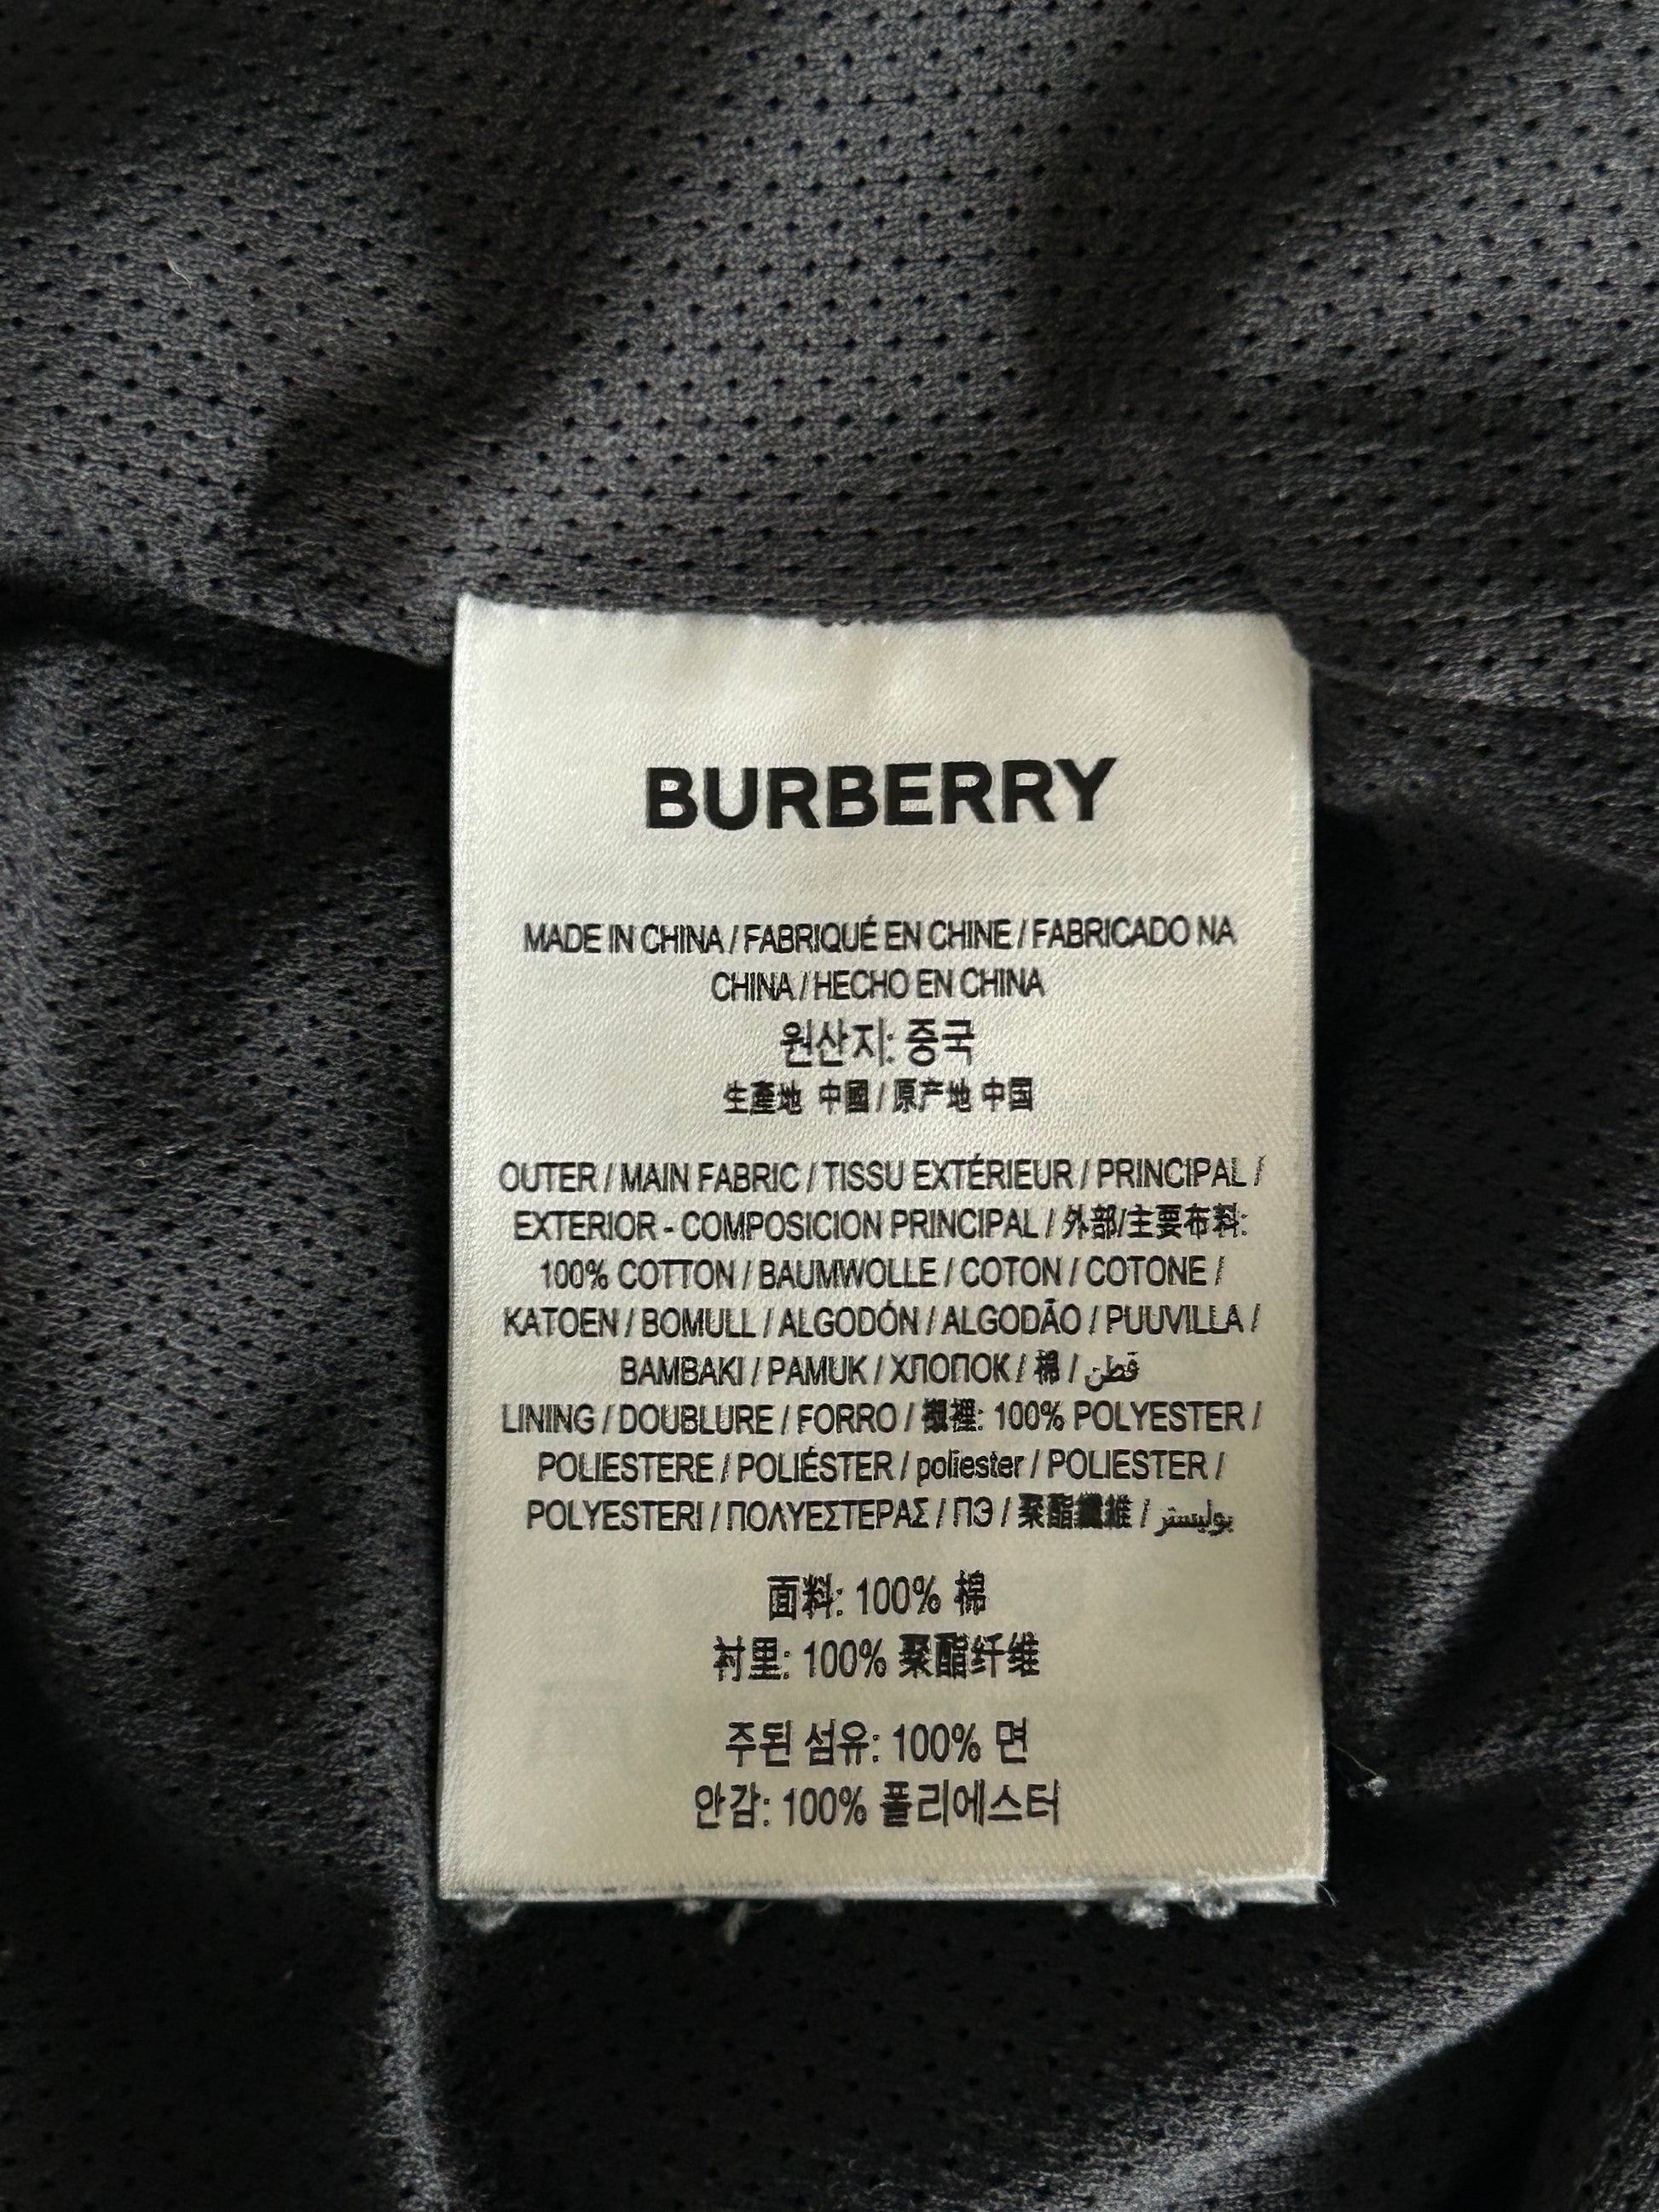 BURBERRY
MADE IN CHINA / FABRIQUÉ EN CHINE / FABRICADO NA
CHINA / HECHO EN CHINA
원산지: 중국
生產地 中國 / 原产地 中国
OUTER / MAIN FABRIC / TISSU EXTÉRIEUR / PRINCIPAL /
EXTERIOR - COMPOSICION PRINCIPAL / 外部/主要布料:
100% COTTON / BAUMWOLLE / COTON / COTONE /
KATOEN / BOMULL / ALGODÓN / ALGODÃO / PUUVILLA /
BAMBAKI / PAMUK / ХЛОПОК / 棉 / قطن
LINING / DOUBLURE / FORRO / 襯裡: 100% POLYESTER /
POLIESTERE / POLIÉSTER / poliester / POLIESTER /
POLYESTERI / ΠΟΛΥΕΣΤΕΡΑΣ / ПЭ / 聚酯纖維 / بوليستر
面料: 100% 棉
衬里: 100% 聚酯纤维
주된 섬유: 100% 면
안감: 100% 폴리에스터